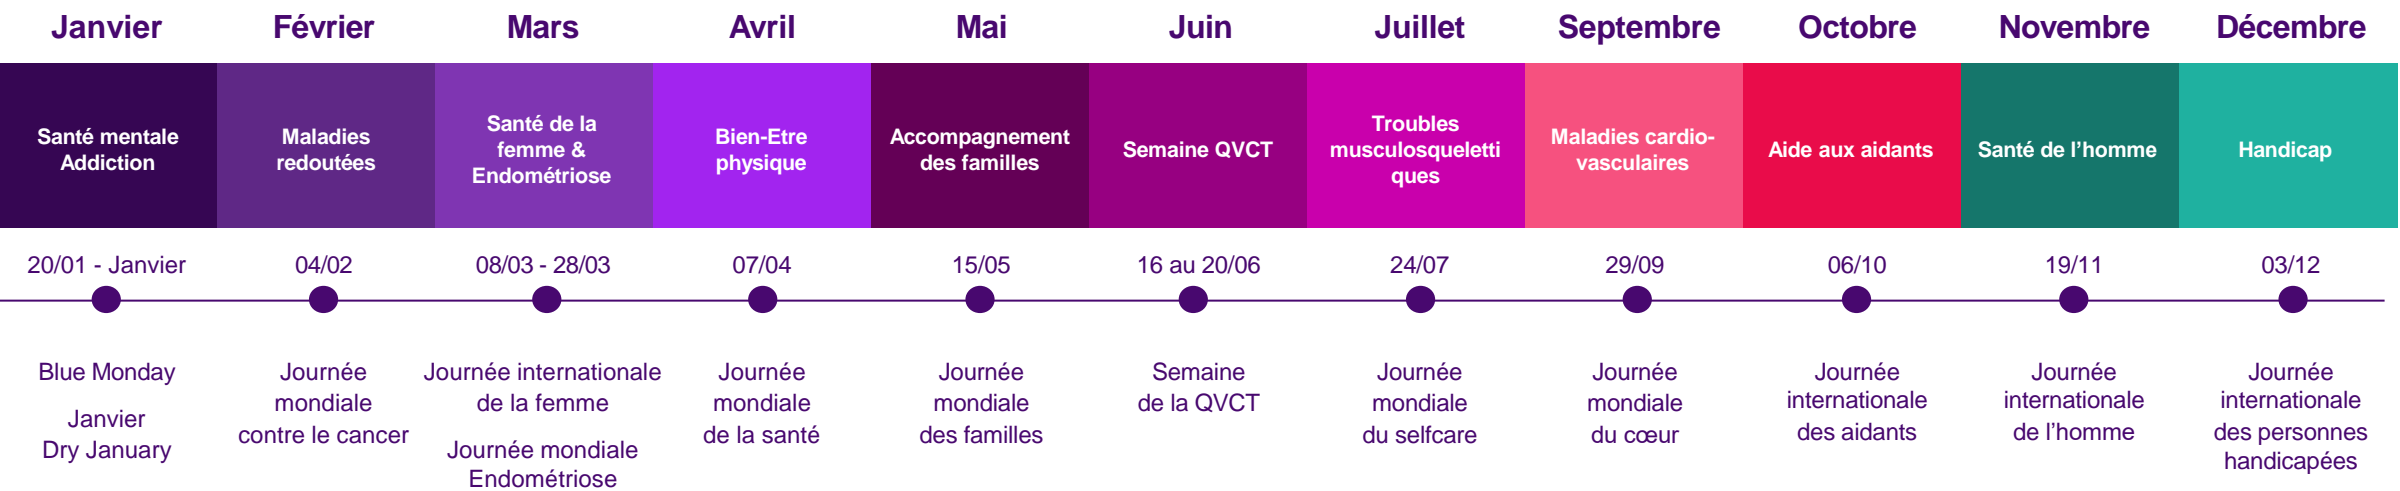 Janvier
Février
Mars
Avril
Mai
Juin
Juillet
Septembre
Octobre
Novembre
Décembre
Santé mentale
Addiction
Maladies
redoutées
Santé de la
femme &
Endométriose
Bien-Etre
physique
Accompagnement
des familles
Semaine QVCT
Troubles
musculosqueletti
ques
Maladies cardio-
vasculaires
Aide aux aidants
Santé de l’homme
Handicap
20/01 - Janvier
04/02
08/03 - 28/03
07/04
15/05
16 au 20/06
24/07
29/09
06/10
19/11
03/12
Blue Monday
Janvier
Dry January
Journée
mondiale
contre le cancer
Journée internationale
de la femme
Journée mondiale
Endométriose
Journée
mondiale
de la santé
Journée
mondiale
des familles
Semaine
de la QVCT
Journée
mondiale
du selfcare
Journée
mondiale
du cœur
Journée
internationale
des aidants
Journée
internationale
de l’homme
Journée
internationale
des personnes
handicapées